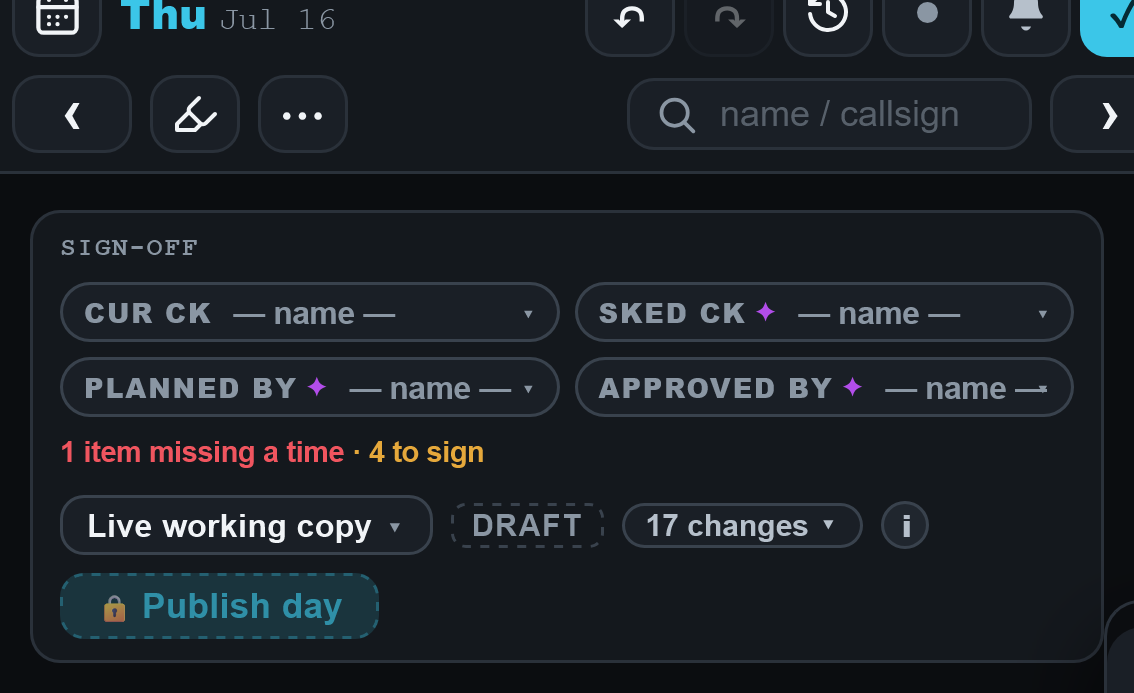 Thu Jul 16
name / callsign
SIGN-OFF
CUR CK — name —
SKED CK ✦ — name —
PLANNED BY ✦ — name —
APPROVED BY ✦ — name —
1 item missing a time · 4 to sign
Live working copy
DRAFT
17 changes
i
Publish day